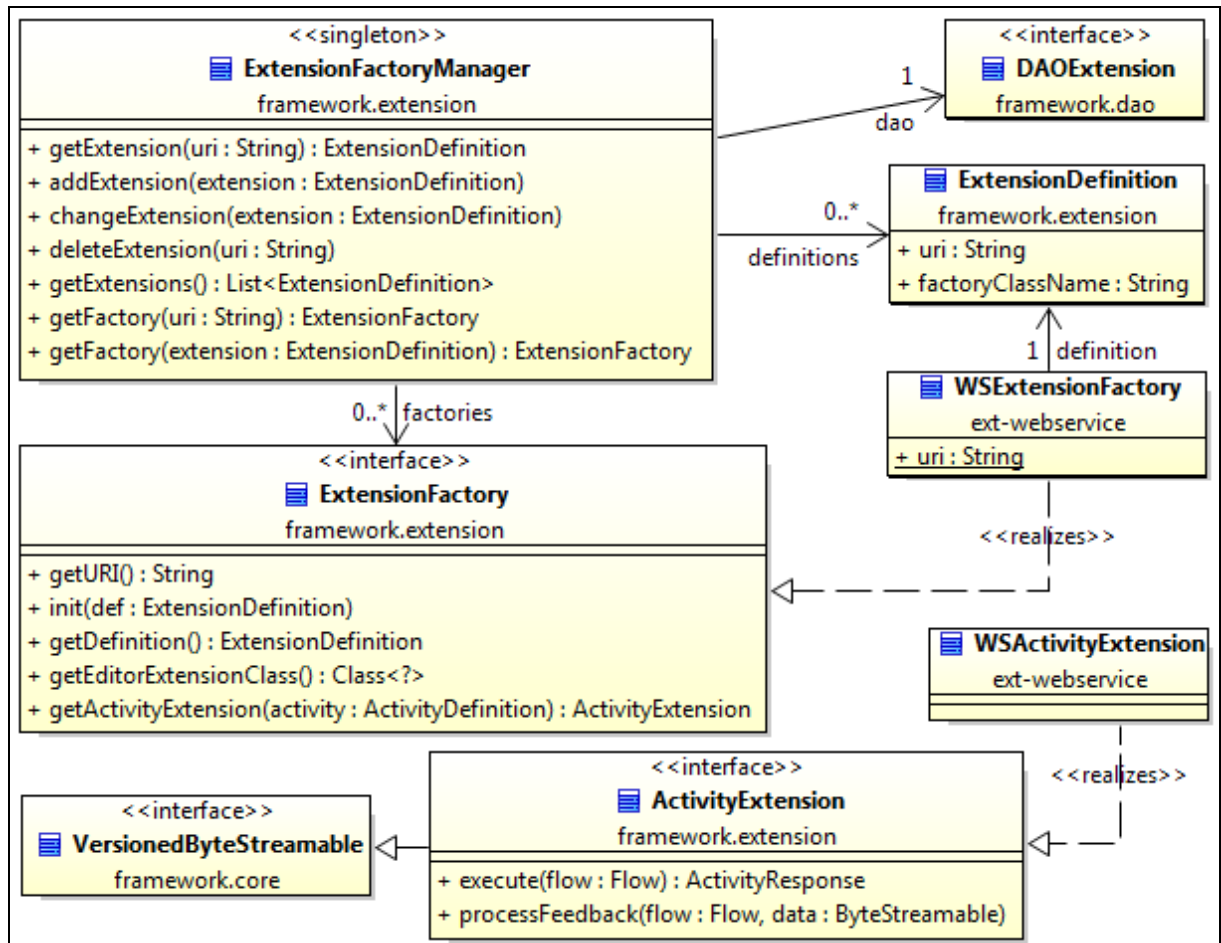 <<singleton>>
ExtensionFactoryManager
framework.extension
+ getExtension(uri : String) : ExtensionDefinition
+ addExtension(extension : ExtensionDefinition)
+ changeExtension(extension : ExtensionDefinition)
+ deleteExtension(uri : String)
+ getExtensions() : List<ExtensionDefinition>
+ getFactory(uri : String) : ExtensionFactory
+ getFactory(extension : ExtensionDefinition) : ExtensionFactory
1
dao
<<interface>>
DAOExtension
framework.dao
0..*
definitions
ExtensionDefinition
framework.extension
+ uri : String
+ factoryClassName : String
1 definition
WSExtensionFactory
ext-webservice
+ uri : String
<<realizes>>
0..* factories
<<interface>>
ExtensionFactory
framework.extension
+ getURI() : String
+ init(def : ExtensionDefinition)
+ getDefinition() : ExtensionDefinition
+ getEditorExtensionClass() : Class<?>
+ getActivityExtension(activity : ActivityDefinition) : ActivityExtension
WSActivityExtension
ext-webservice
<<realizes>>
<<interface>>
VersionedByteStreamable
framework.core
<<interface>>
ActivityExtension
framework.extension
+ execute(flow : Flow) : ActivityResponse
+ processFeedback(flow : Flow, data : ByteStreamable)